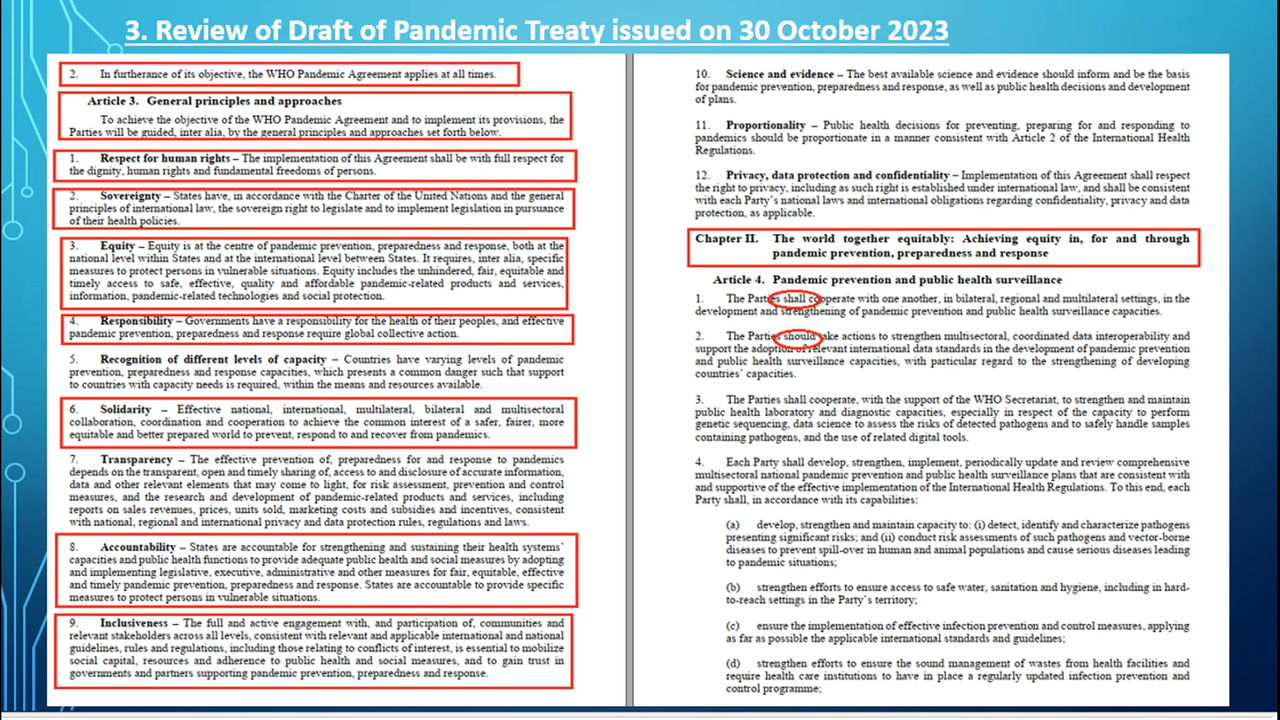 3. Review of Draft of Pandemic Treaty issued on 30 October 2023
2. In furtherance of its objective, the WHO Pandemic Agreement applies at all times.
Article 3. General principles and approaches
To achieve the objective of the WHO Pandemic Agreement and to implement its provisions, the
Parties will be guided, inter alia, by the general principles and approaches set forth below.
1. Respect for human rights – The implementation of this Agreement shall be with full respect for
the dignity, human rights and fundamental freedoms of persons.
2. Sovereignty – States have, in accordance with the Charter of the United Nations and the general
principles of international law, the sovereign right to legislate and to implement legislation in pursuance
of their health policies.
3. Equity – Equity is at the centre of pandemic prevention, preparedness and response, both at the
national level within States and at the international level between States. It requires, inter alia, specific
measures to protect persons in vulnerable situations. Equity includes the unhindered, fair, equitable and
timely access to safe, effective, quality and affordable pandemic-related products and services,
information, pandemic-related technologies and social protection.
4. Responsibility – Governments have a responsibility for the health of their peoples, and effective
pandemic prevention, preparedness and response require global collective action.
5. Recognition of different levels of capacity – Countries have varying levels of pandemic
prevention, preparedness and response capacities, which presents a common danger such that support
to countries with capacity needs is required, within the means and resources available.
6. Solidarity – Effective national, international, multilateral, bilateral and multisectoral
collaboration, coordination and cooperation to achieve the common interest of a safer, fairer, more
equitable and better prepared world to prevent, respond to and recover from pandemics.
7. Transparency – The effective prevention of, preparedness for and response to pandemics
depends on the transparent, open and timely sharing of, access to and disclosure of accurate information,
data and other relevant elements that may come to light, for risk assessment, prevention and control
measures, and the research and development of pandemic-related products and services, including
reports on sales revenues, prices, units sold, marketing costs and subsidies and incentives, consistent
with national, regional and international privacy and data protection rules, regulations and laws.
8. Accountability – States are accountable for strengthening and sustaining their health systems’
capacities and public health functions to provide adequate public health and social measures by adopting
and implementing legislative, executive, administrative and other measures for fair, equitable, effective
and timely pandemic prevention, preparedness and response. States are accountable to provide specific
measures to protect persons in vulnerable situations.
9. Inclusiveness – The full and active engagement with, and participation of, communities and
relevant stakeholders across all levels, consistent with relevant and applicable international and national
guidelines, rules and regulations, including those relating to conflicts of interest, is essential to mobilize
social capital, resources and adherence to public health and social measures, and to gain trust in
governments and partners supporting pandemic prevention, preparedness and response.
10. Science and evidence – The best available science and evidence should inform and be the basis
for pandemic prevention, preparedness and response, as well as public health decisions and development
of plans.
11. Proportionality – Public health decisions for preventing, preparing for and responding to
pandemics should be proportionate in a manner consistent with Article 2 of the International Health
Regulations.
12. Privacy, data protection and confidentiality – Implementation of this Agreement shall respect
the right to privacy, including as such right is established under international law, and shall be consistent
with each Party’s national laws and international obligations regarding confidentiality, privacy and data
protection, as applicable.
Chapter II. The world together equitably: Achieving equity in, for and through
pandemic prevention, preparedness and response
Article 4. Pandemic prevention and public health surveillance
1. The Parties shall cooperate with one another, in bilateral, regional and multilateral settings, in the
development and strengthening of pandemic prevention and public health surveillance capacities.
2. The Parties should take actions to strengthen multisectoral, coordinated data interoperability and
support the adoption of relevant international data standards in the development of pandemic prevention
and public health surveillance capacities, with particular regard to the strengthening of developing
countries’ capacities.
3. The Parties shall cooperate, with the support of the WHO Secretariat, to strengthen and maintain
public health laboratory and diagnostic capacities, especially in respect of the capacity to perform
genetic sequencing, data science to assess the risks of detected pathogens and to safely handle samples
containing pathogens, and the use of related digital tools.
4. Each Party shall develop, strengthen, implement, periodically update and review comprehensive
multisectoral national pandemic prevention and public health surveillance plans that are consistent with
and supportive of the effective implementation of the International Health Regulations. To this end, each
Party shall, in accordance with its capabilities:
(a) develop, strengthen and maintain capacity to: (i) detect, identify and characterize pathogens
presenting significant risks; and (ii) conduct risk assessments of such pathogens and vector-borne
diseases to prevent spill-over in human and animal populations and cause serious diseases leading
to pandemic situations;
(b) strengthen efforts to ensure access to safe water, sanitation and hygiene, including in hard-
to-reach settings in the Party’s territory;
(c) ensure the implementation of effective infection prevention and control measures, applying
as far as possible the applicable international standards and guidelines;
(d) strengthen efforts to ensure the sound management of wastes from health facilities and
require health care institutions to have in place a regularly updated infection prevention and
control programme;